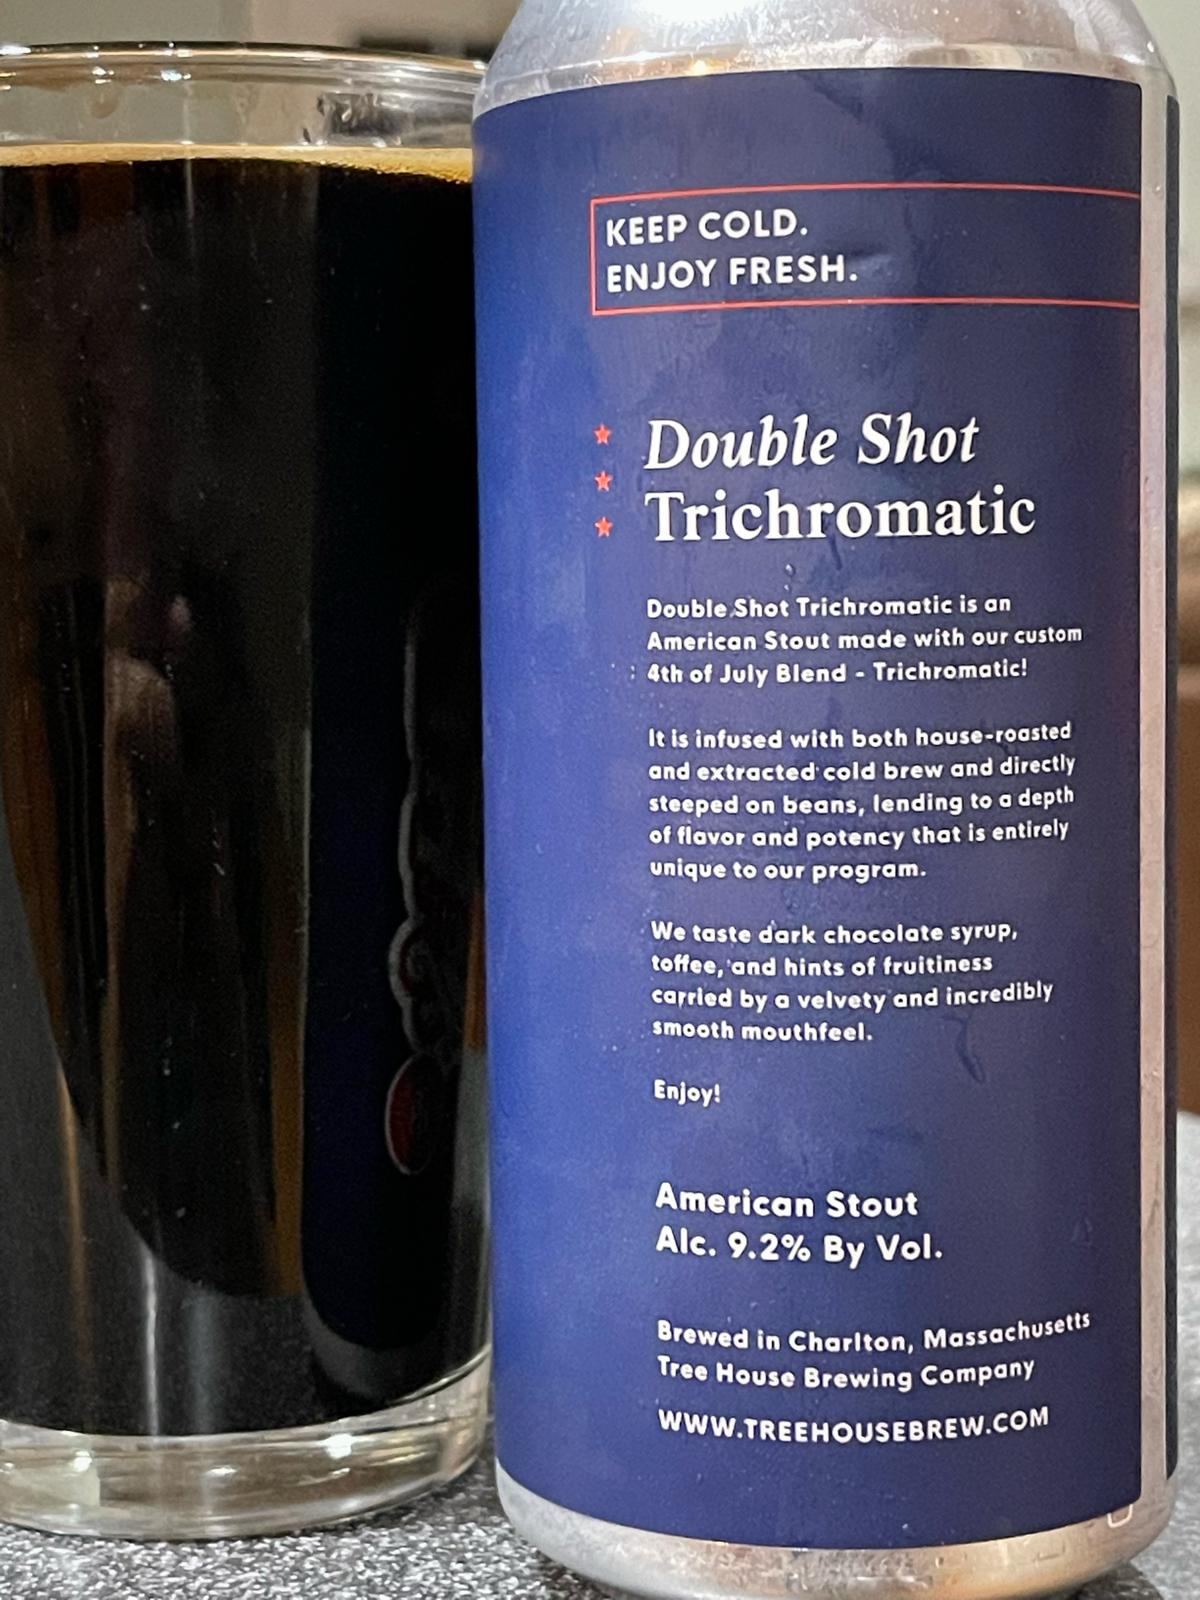 KEEP COLD.
ENJOY FRESH.
Double Shot
Trichromatic
Double Shot Trichromatic is an
American Stout made with our custom
4th of July Blend - Trichromatic!
It is infused with both house-roasted
and extracted cold brew and directly
steeped on beans, lending to a depth
of flavor and potency that is entirely
unique to our program.
We taste dark chocolate syrup,
toffee, and hints of fruitiness
carried by a velvety and incredibly
smooth mouthfeel.
Enjoy!
American Stout
Alc. 9.2% By Vol.
Brewed in Charlton, Massachusetts
Tree House Brewing Company
WWW.TREEHOUSEBREW.COM